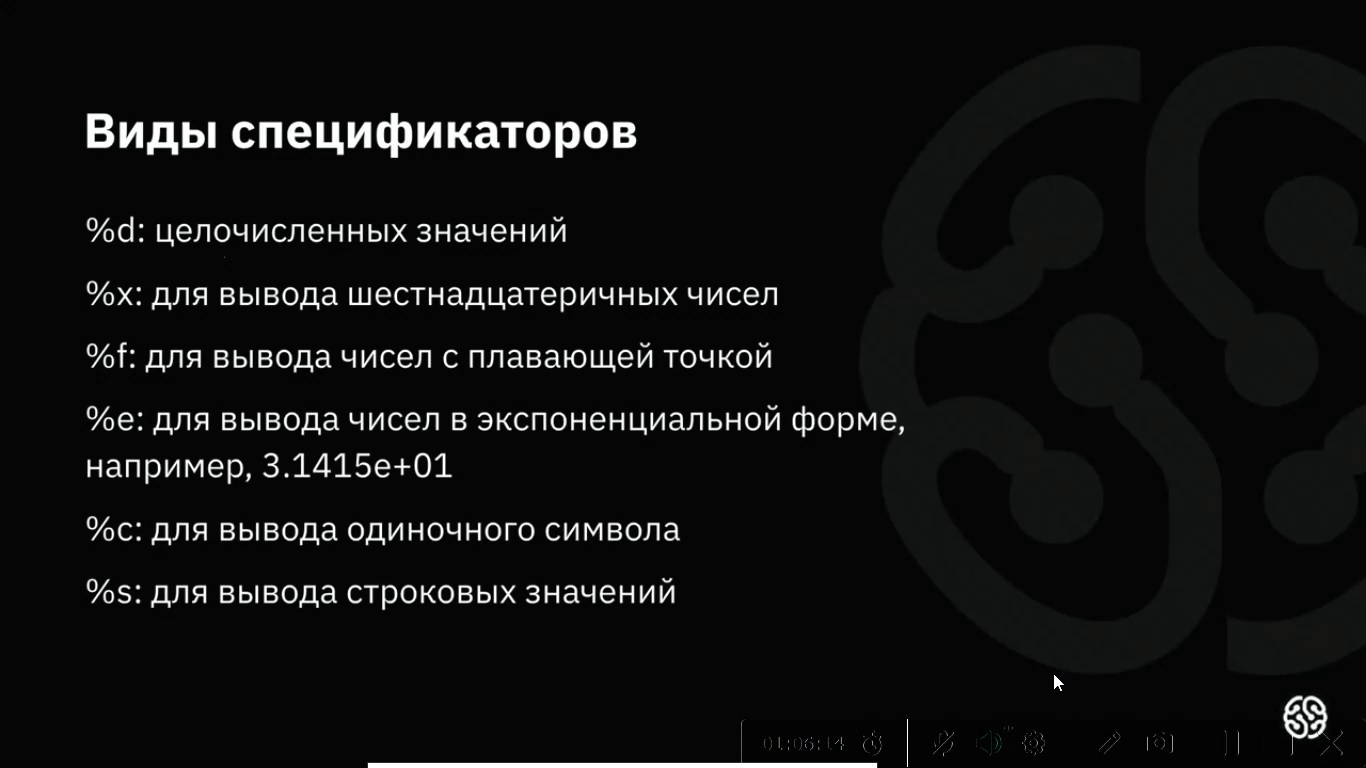 Виды спецификаторов
%d: целочисленных значений
%x: для вывода шестнадцатеричных чисел
%f: для вывода чисел с плавающей точкой
%e: для вывода чисел в экспоненциальной форме,
например, 3.1415e+01
%c: для вывода одиночного символа
%s: для вывода строковых значений
01:06:14